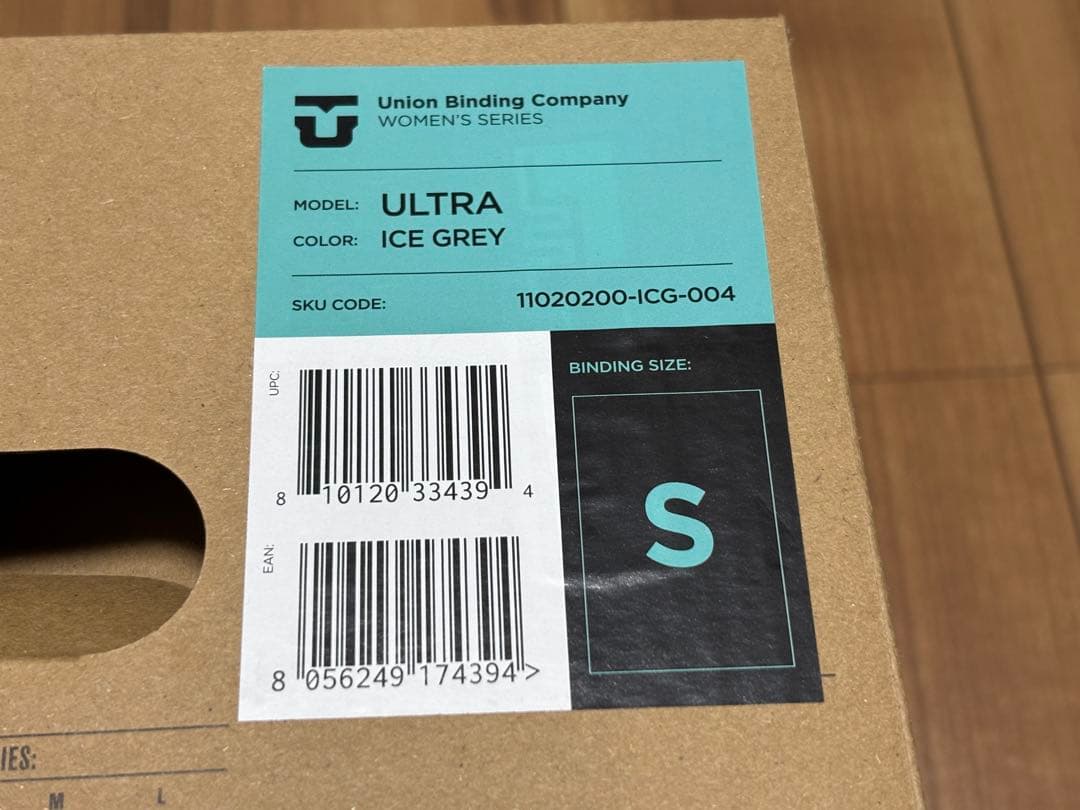 Union Binding Company
WOMEN'S SERIES
MODEL: ULTRA
COLOR: ICE GREY
SKU CODE: 11020200-ICG-004
UPC:
8 10120 33439 4
BINDING SIZE:
S
EAN:
8 056249 174394 >
IES:
M L